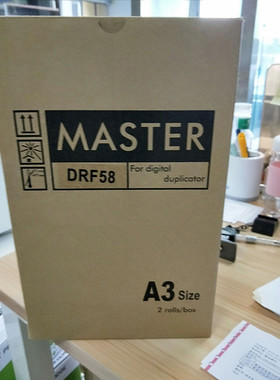 MASTER
DRF58
For digital
duplicator
A3 Size
2 rolls/box